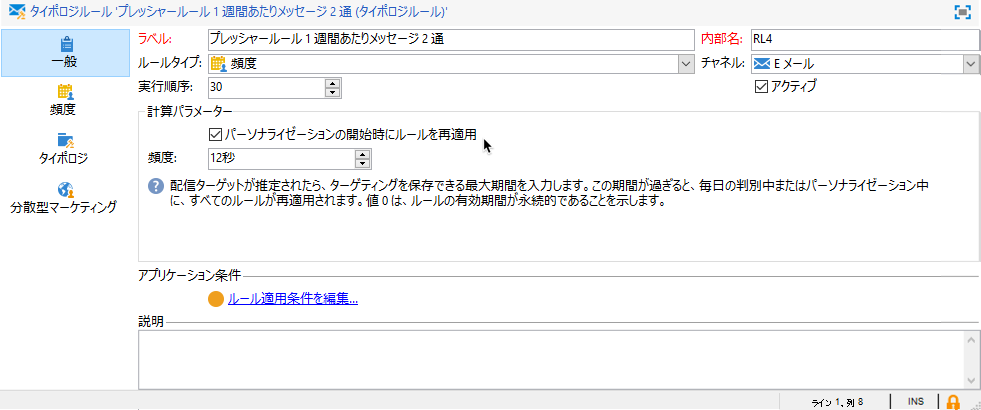 タイポロジルール 'プレッシャールール 1 週間あたりメッセージ 2 通 (タイポロジルール)'
一般
頻度
タイポロジ
分散型マーケティング
ラベル: プレッシャールール 1 週間あたりメッセージ 2 通 内部名: RL4
ルールタイプ: 頻度 チャネル: E メール
実行順序: 30 アクティブ
計算パラメーター
パーソナライゼーションの開始時にルールを再適用
頻度: 12秒
配信ターゲットが推定されたら、ターゲティングを保存できる最大期間を入力します。この期間が過ぎると、毎日の判別中またはパーソナライゼーション中
に、すべてのルールが再適用されます。値 0 は、ルールの有効期間が永続的であることを示します。
アプリケーション条件
ルール適用条件を編集...
説明
ライン 1、列 8 INS